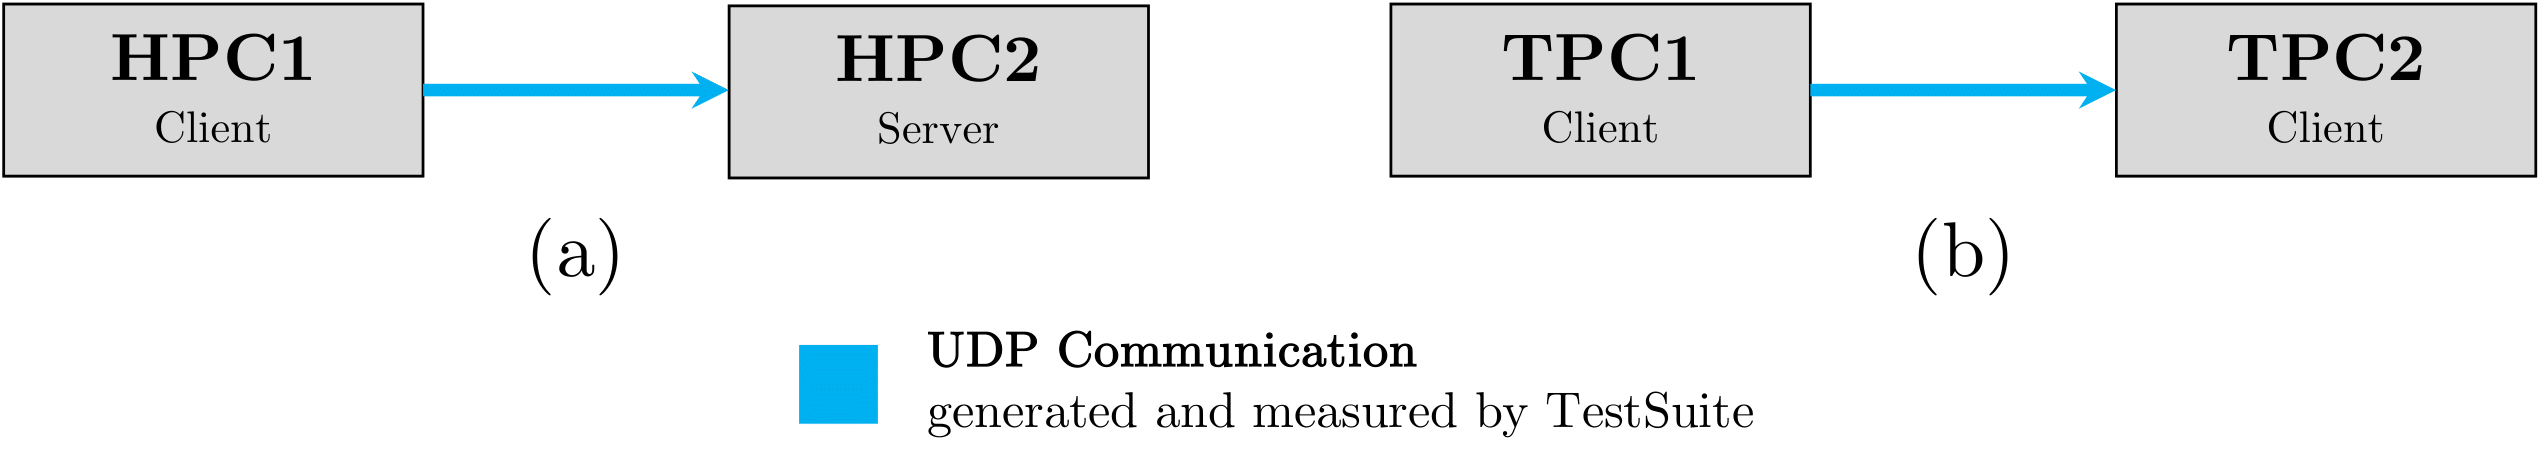 HPC1
Client
HPC2
Server
(a)
TPC1
Client
TPC2
Client
(b)
UDP Communication
generated and measured by TestSuite